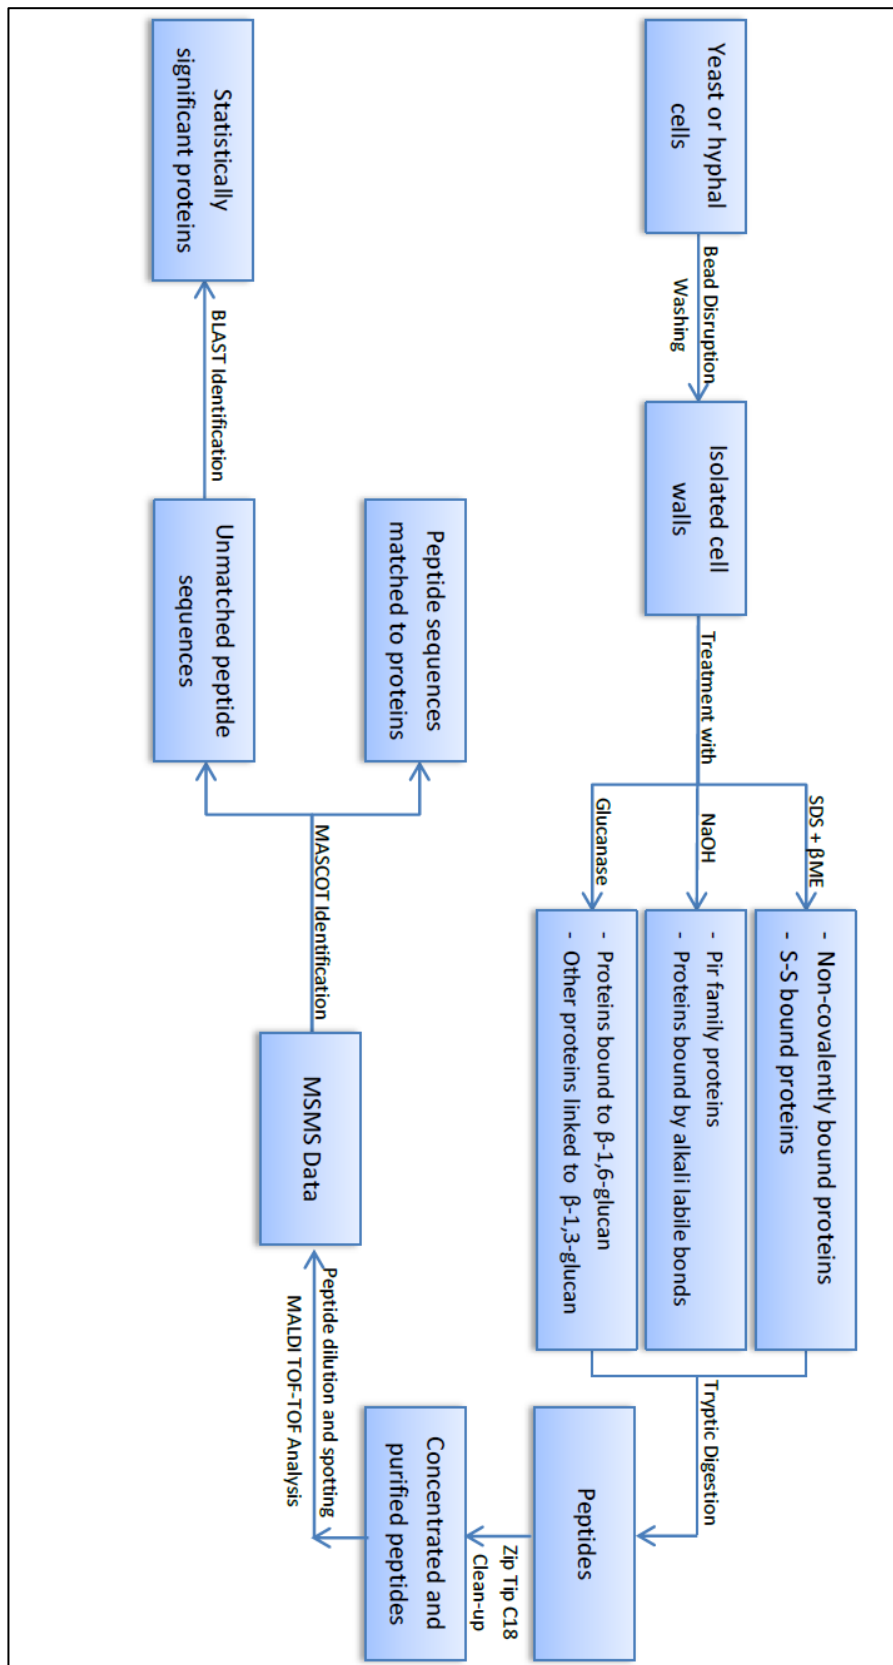 Yeast or hyphal
cells
Bead Disruption
Washing
Isolated cell
walls
Treatment with
SDS + βME
NaOH
Glucanase
- Non-covalently bound proteins
- S-S bound proteins
- Pir family proteins
- Proteins bound by alkali labile bonds
- Proteins bound to β-1,6-glucan
- Other proteins linked to β-1,3-glucan
Tryptic Digestion
Peptides
Zip Tip C18
Clean-up
Concentrated and
purified peptides
Peptide dilution and spotting
MALDI TOF-TOF Analysis
MSMS Data
MASCOT Identification
Peptide sequences
matched to proteins
Unmatched peptide
sequences
BLAST Identification
Statistically
significant proteins